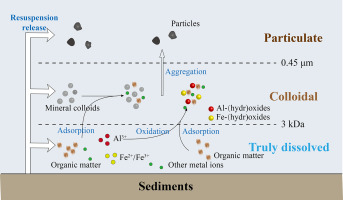 Resuspension
release
Particles
Particulate
0.45 μm
Aggregation
Colloidal
Mineral colloids
Al-(hydr)oxides
Fe-(hydr)oxides
3 kDa
Adsorption
Al³⁺
Oxidation
Adsorption
Truly dissolved
Fe²⁺/Fe³⁺
Organic matter
Organic matter
Other metal ions
Sediments